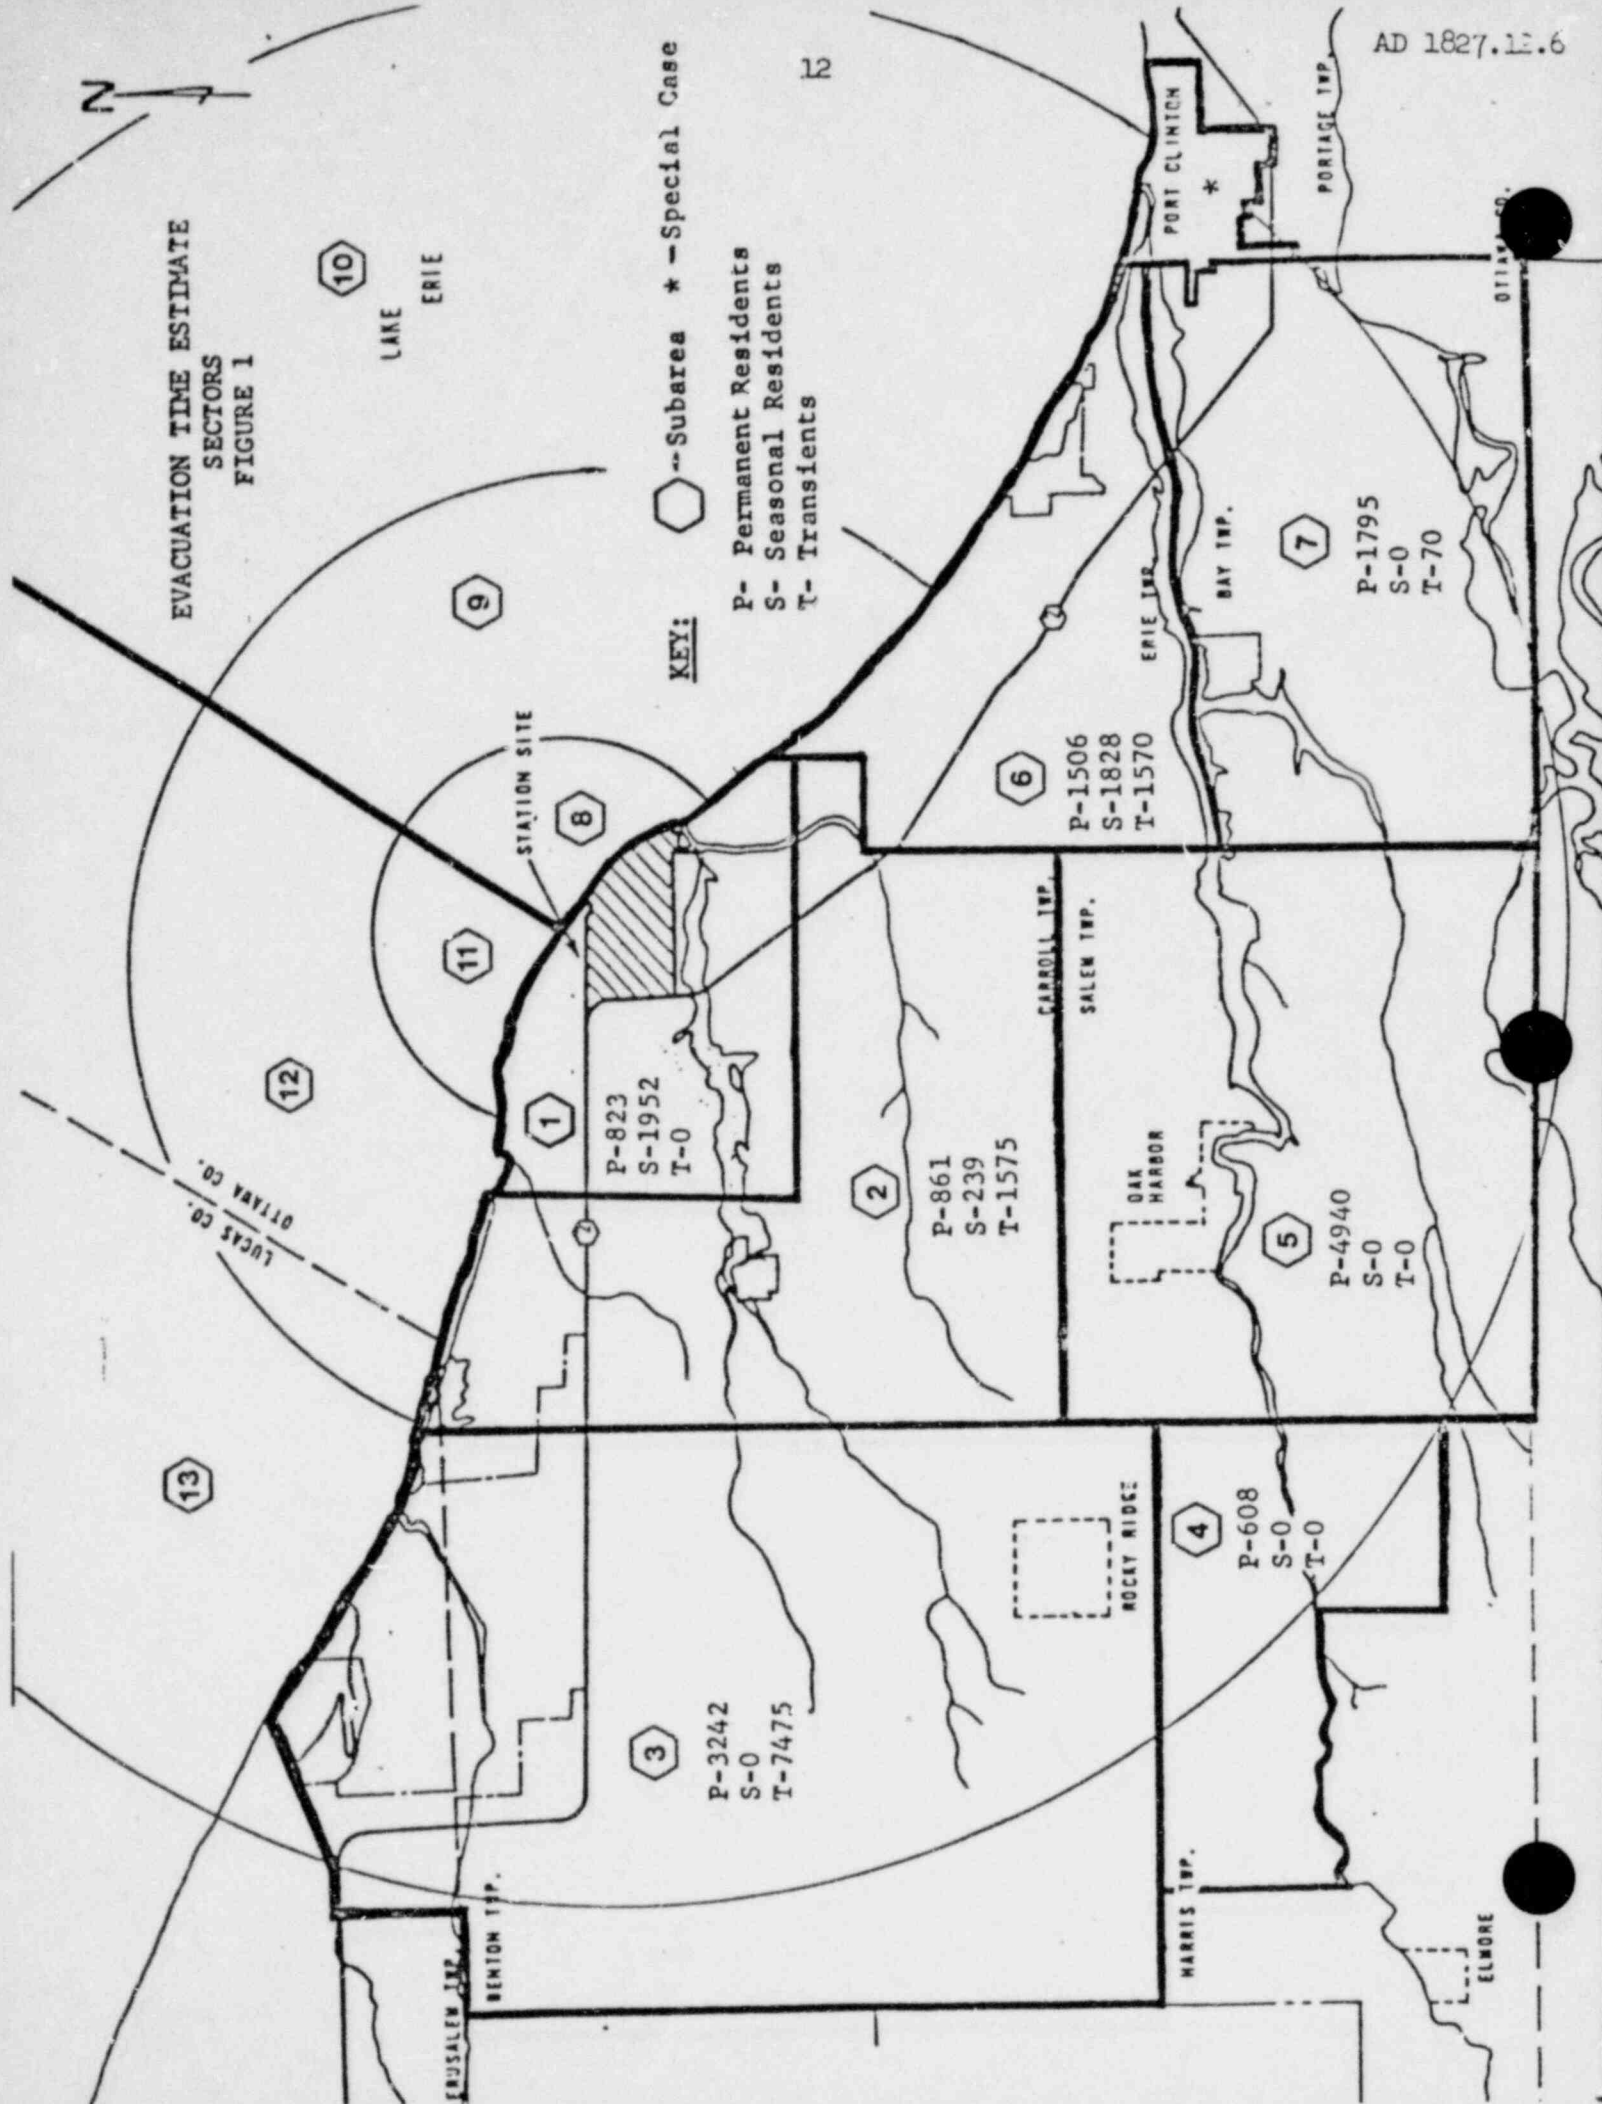 AD 1827.12.6
12
N
EVACUATION TIME ESTIMATE
SECTORS
FIGURE 1
10
LAKE
ERIE
KEY:
--Subarea *-Special Case
P- Permanent Residents
S- Seasonal Residents
T- Transients
9
STATION SITE
8
11
12
LUCAS CO.
OTTAWA CO.
13
1
P-823
S-1952
T-0
2
2
P-861
S-239
T-1575
3
P-3242
S-0
T-7475
ROCKY RIDGE
BENTON TWP.
HARRIS TWP.
ELMORE
4
P-608
S-0
T-0
CARROLL TWP.
SALEM TWP.
OAK
HARBOR
5
P-4940
S-0
T-0
6
P-1506
S-1828
T-1570
2
ERIE TWP.
BAY TWP.
7
P-1795
S-0
T-70
PORT CLINTON
*
PORTAGE TWP.